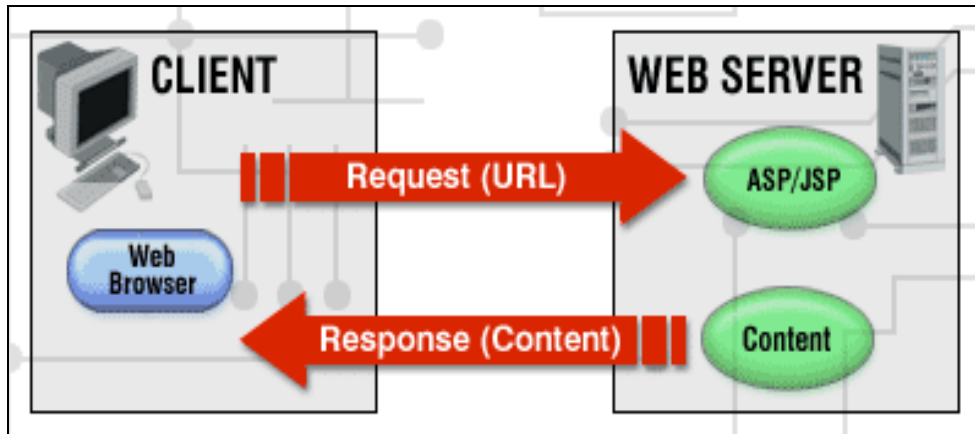 CLIENT
WEB SERVER
Request (URL)
ASP/JSP
Web
Browser
Response (Content)
Content